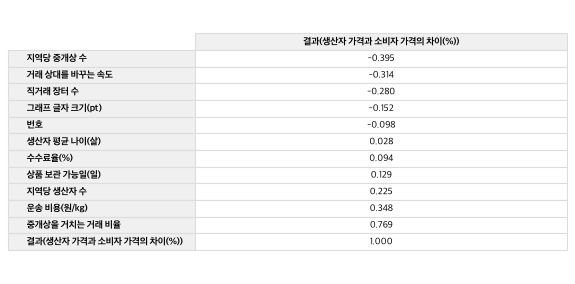 결과(생산자 가격과 소비자 가격의 차이(%))
지역당 중개상 수 -0.395
거래 상대를 바꾸는 속도 -0.314
직거래 장터 수 -0.280
그래프 글자 크기(pt) -0.152
번호 -0.098
생산자 평균 나이(살) 0.028
수수료율(%) 0.094
상품 보관 가능일(일) 0.129
지역당 생산자 수 0.225
운송 비용(원/kg) 0.348
중개상을 거치는 거래 비율 0.769
결과(생산자 가격과 소비자 가격의 차이(%)) 1.000